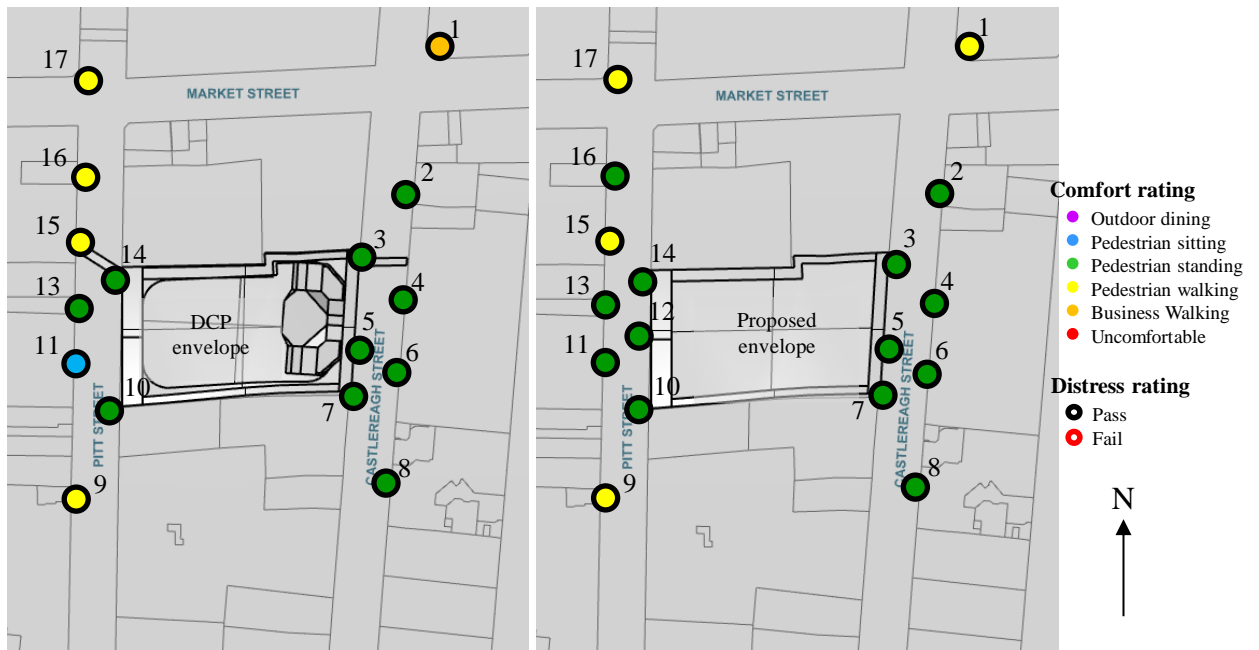 1
17
MARKET STREET
16
2
15
14
3
13
4
DCP
envelope
5
11
6
10
7
PITT STREET
CASTLEREAGH STREET
9
8
1
17
MARKET STREET
16
2
15
14
3
13
12
4
Proposed
envelope
5
11
6
10
7
PITT STREET
CASTLEREAGH STREET
9
8
Comfort rating
Outdoor dining
Pedestrian sitting
Pedestrian standing
Pedestrian walking
Business Walking
Uncomfortable
Distress rating
Pass
Fail
N